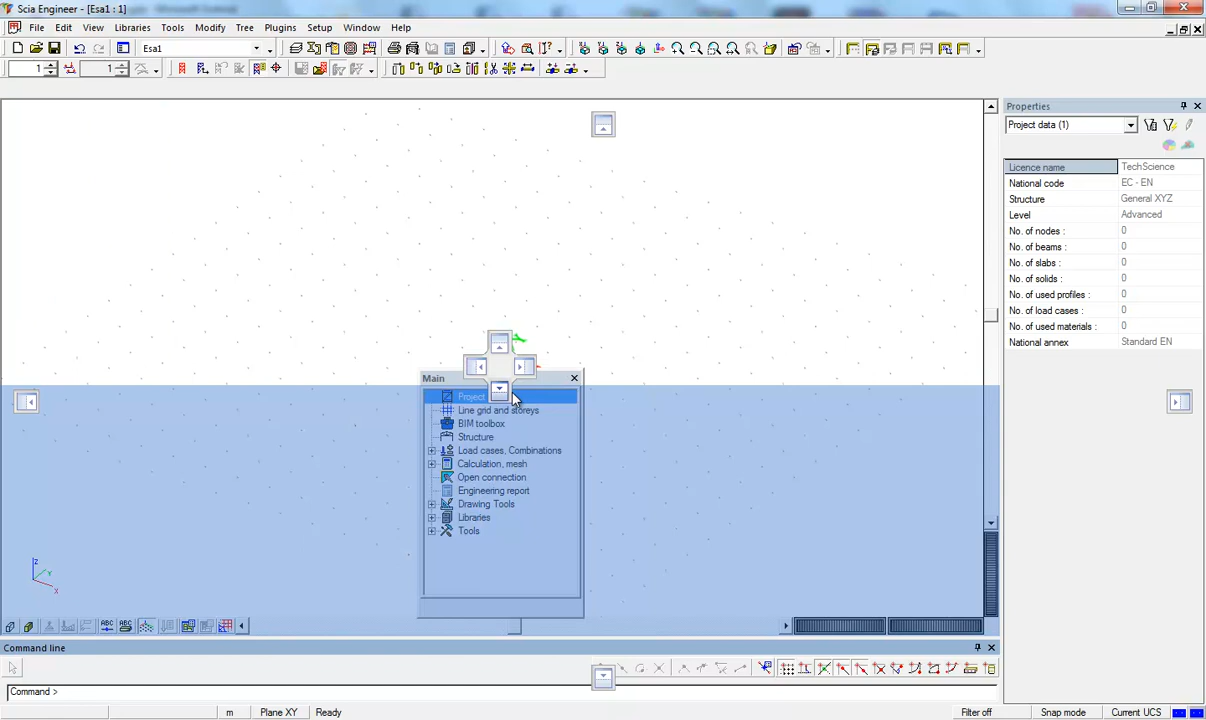 Scia Engineer - [Esa1 : 1]
File Edit View Libraries Tools Modify Tree Plugins Setup Window Help
Esa1
1 1
Properties
Project data (1)
Licence name TechScience
National code EC - EN
Structure General XYZ
Level Advanced
No. of nodes : 0
No. of beams : 0
No. of slabs : 0
No. of solids : 0
No. of used profiles : 0
No. of load cases : 0
No. of used materials : 0
National annex Standard EN
Main
Project
Line grid and storeys
BIM toolbox
Structure
Load cases, Combinations
Calculation, mesh
Open connection
Engineering report
Drawing Tools
Libraries
Tools
Z
Y
X
ABC ABC
Command line
Command >
m Plane XY Ready Filter off Snap mode Current UCS